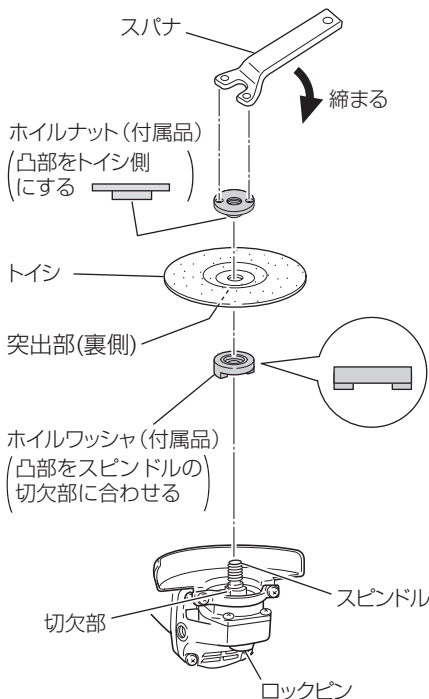 スパナ
締まる
ホイルナット(付属品)
(凸部をトイシ側
にする)
トイシ
突出部(裏側)
ホイルワッシャ(付属品)
(凸部をスピンドルの
切欠部に合わせる)
スピンドル
切欠部
ロックピン